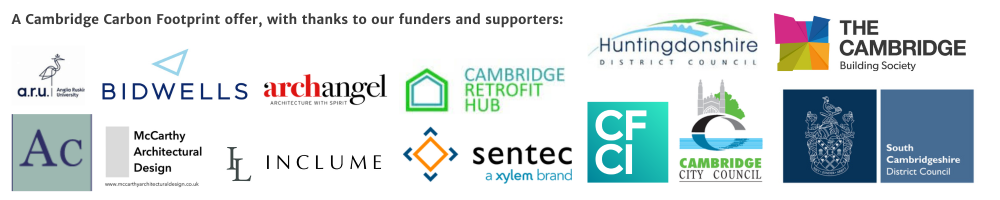 A Cambridge Carbon Footprint offer, with thanks to our funders and supporters:
a.r.u.
Anglia Ruskin
University
BIDWELLS
archangel
ARCHITECTURE WITH SPIRIT
CAMBRIDGE
RETROFIT
HUB
Huntingdonshire
DISTRICT COUNCIL
THE
CAMBRIDGE
Building Society
AC
McCarthy
Architectural
Design
www.mccarthyarchitecturaldesign.co.uk
IL
INCLUME
sentec
a xylem brand
CF
CI
CAMBRIDGE
CITY COUNCIL
South
Cambridgeshire
District Council